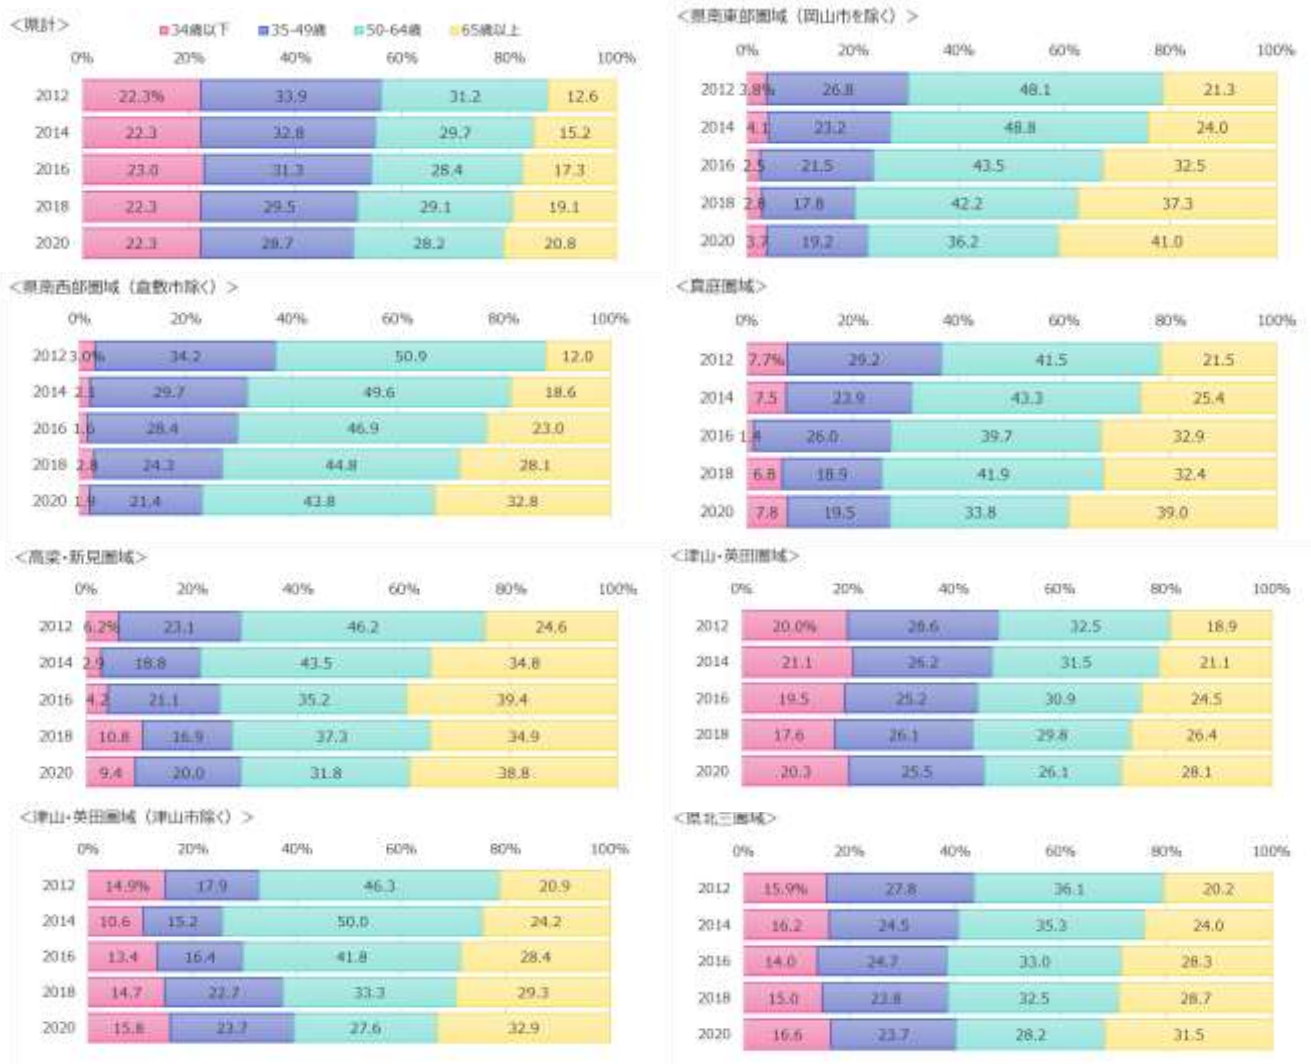 <県計>
34歳以下 35-49歳 50-64歳 65歳以上
0% 20% 40% 60% 80% 100%
2012 22.3% 33.9 31.2 12.6
2014 22.3 32.8 29.7 15.2
2016 23.0 31.3 28.4 17.3
2018 22.3 29.5 29.1 19.1
2020 22.3 28.7 28.2 20.8
<県南東部圏域（岡山市を除く）>
0% 20% 40% 60% 80% 100%
2012 3.8% 26.8 48.1 21.3
2014 4.1 23.2 48.8 24.0
2016 2.5 21.5 43.5 32.5
2018 2.8 17.8 42.2 37.3
2020 3.7 19.2 36.2 41.0
<県南西部圏域（倉敷市除く）>
0% 20% 40% 60% 80% 100%
2012 3.0% 34.2 50.9 12.0
2014 2.1 29.7 49.6 18.6
2016 1.6 28.4 46.9 23.0
2018 2.8 24.3 44.8 28.1
2020 1.9 21.4 43.8 32.8
<真庭圏域>
0% 20% 40% 60% 80% 100%
2012 7.7% 29.2 41.5 21.5
2014 7.5 23.9 43.3 25.4
2016 1.4 26.0 39.7 32.9
2018 6.8 18.9 41.9 32.4
2020 7.8 19.5 33.8 39.0
<高梁・新見圏域>
0% 20% 40% 60% 80% 100%
2012 6.2% 23.1 46.2 24.6
2014 2.9 18.8 43.5 34.8
2016 4.2 21.1 35.2 39.4
2018 10.8 16.9 37.3 34.9
2020 9.4 20.0 31.8 38.8
<津山・英田圏域>
0% 20% 40% 60% 80% 100%
2012 20.0% 28.6 32.5 18.9
2014 21.1 26.2 31.5 21.1
2016 19.5 25.2 30.9 24.5
2018 17.6 26.1 29.8 26.4
2020 20.3 25.5 26.1 28.1
<津山・英田圏域（津山市除く）>
0% 20% 40% 60% 80% 100%
2012 14.9% 17.9 46.3 20.9
2014 10.6 15.2 50.0 24.2
2016 13.4 16.4 41.8 28.4
2018 14.7 22.7 33.3 29.3
2020 15.8 23.7 27.6 32.9
<県北三圏域>
0% 20% 40% 60% 80% 100%
2012 15.9% 27.8 36.1 20.2
2014 16.2 24.5 35.3 24.0
2016 14.0 24.7 33.0 28.3
2018 15.0 23.8 32.5 28.7
2020 16.6 23.7 28.2 31.5